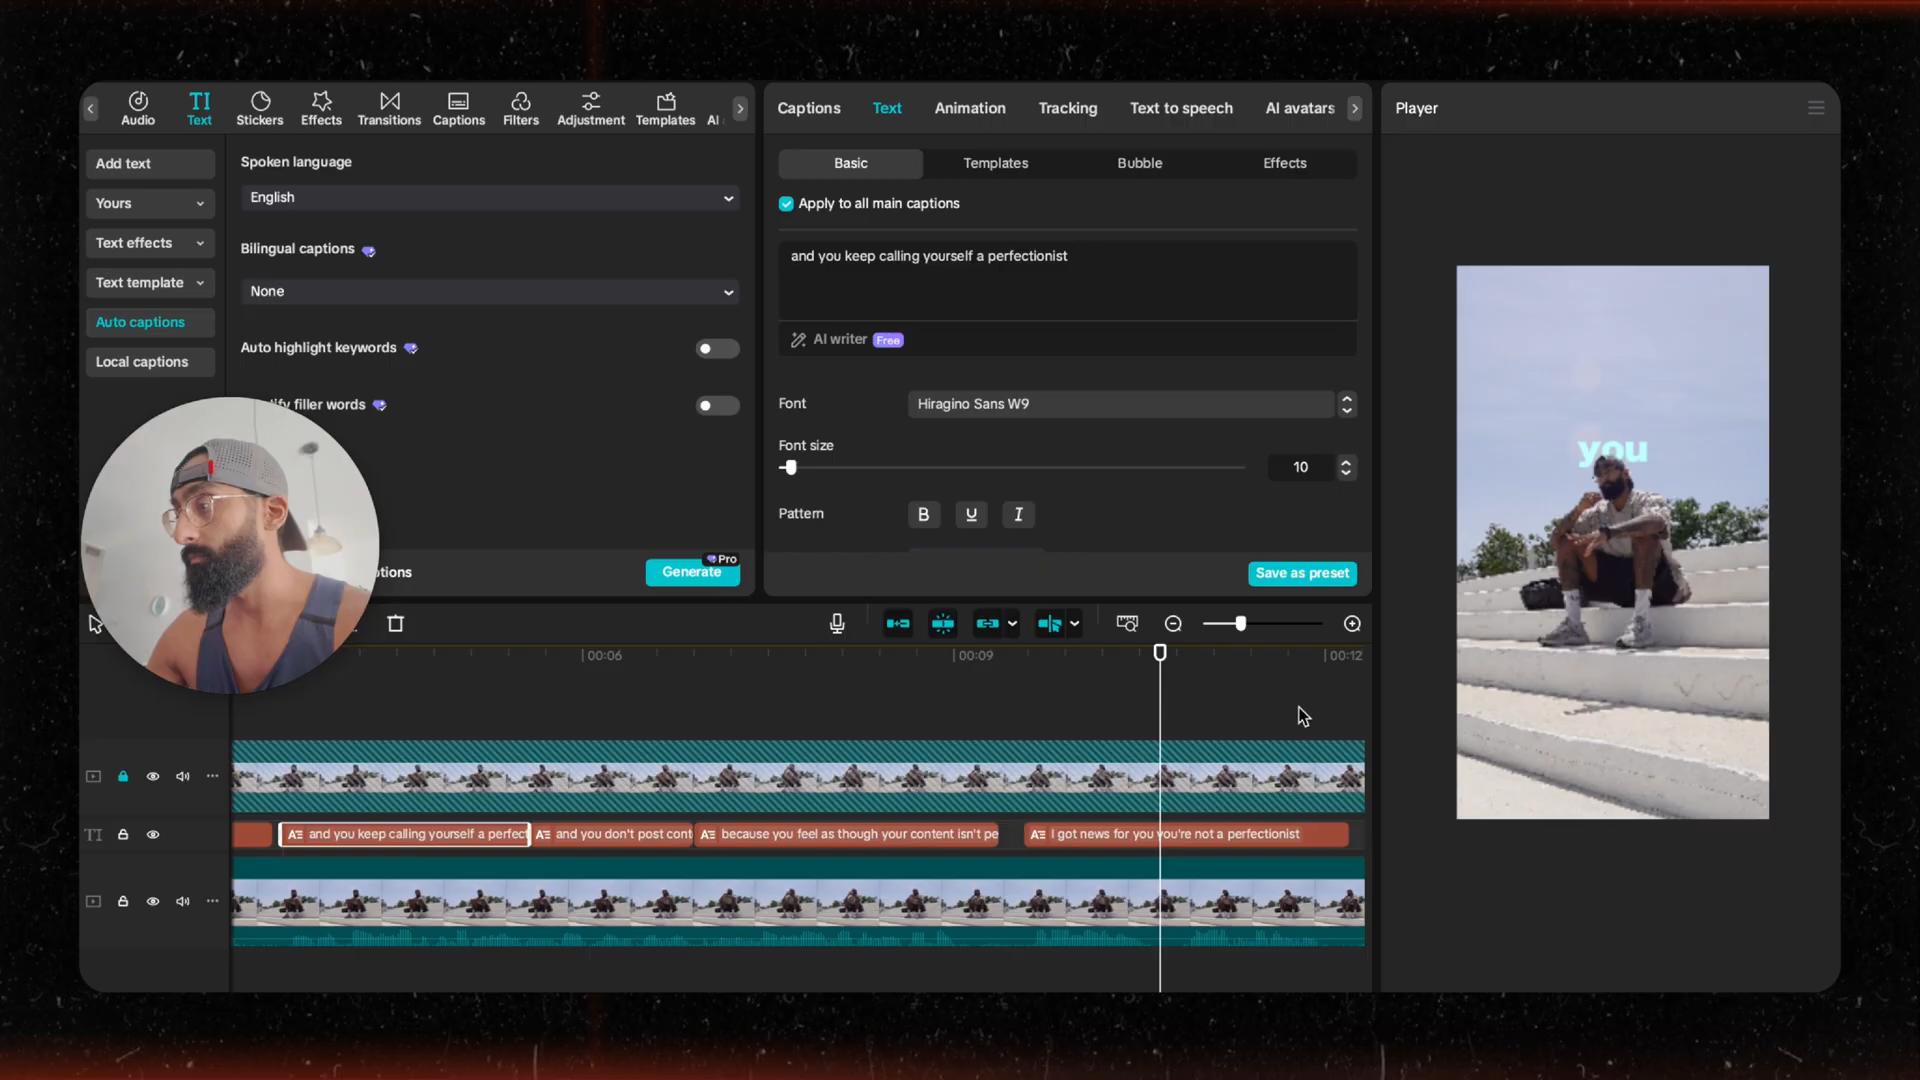 Audio
TI
Text
Stickers
Effects
Transitions
Captions
Filters
Adjustment
Templates
AI
Captions
Text
Animation
Tracking
Text to speech
AI avatars
Player
Add text
Yours
Text effects
Text template
Auto captions
Local captions
Spoken language
English
Bilingual captions
None
Auto highlight keywords
filler words
Pro
Generate
Basic
Templates
Bubble
Effects
Apply to all main captions
and you keep calling yourself a perfectionist
AI writer Free
Font
Hiragino Sans W9
Font size
10
Pattern
B U I
Save as preset
you
00:06
00:09
00:12
TI
A and you keep calling yourself a perfect
A and you don't post cont
A because you feel as though your content isn't pe
A I got news for you you're not a perfectionist